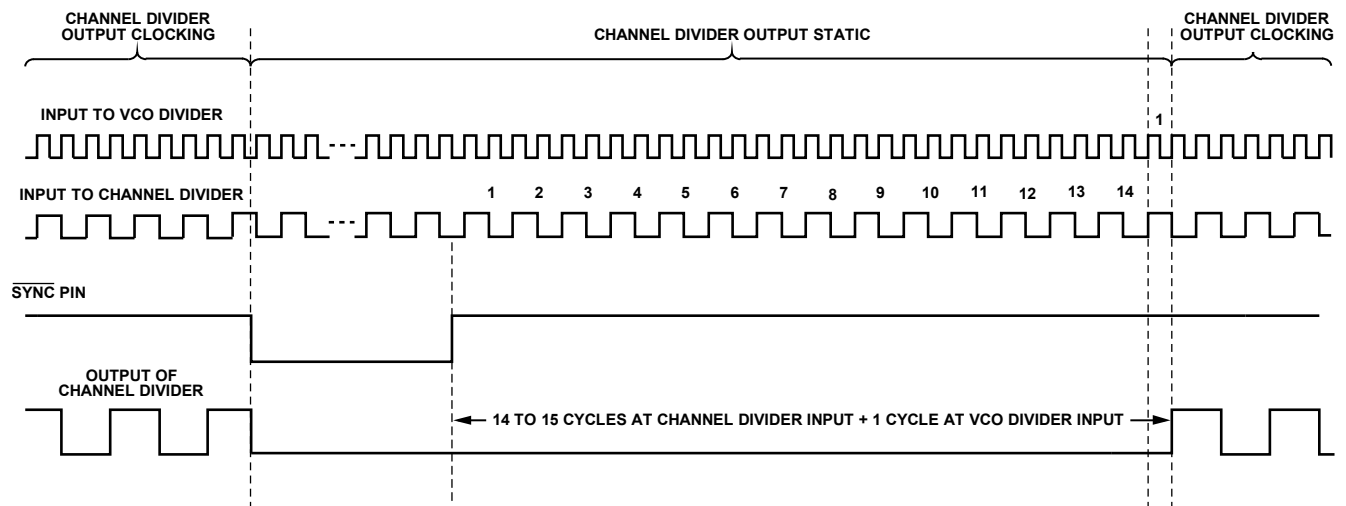 CHANNEL DIVIDER
OUTPUT CLOCKING
CHANNEL DIVIDER OUTPUT STATIC
CHANNEL DIVIDER
OUTPUT CLOCKING
INPUT TO VCO DIVIDER
1
INPUT TO CHANNEL DIVIDER
1 2 3 4 5 6 7 8 9 10 11 12 13 14
SYNC PIN
OUTPUT OF
CHANNEL DIVIDER
14 TO 15 CYCLES AT CHANNEL DIVIDER INPUT + 1 CYCLE AT VCO DIVIDER INPUT